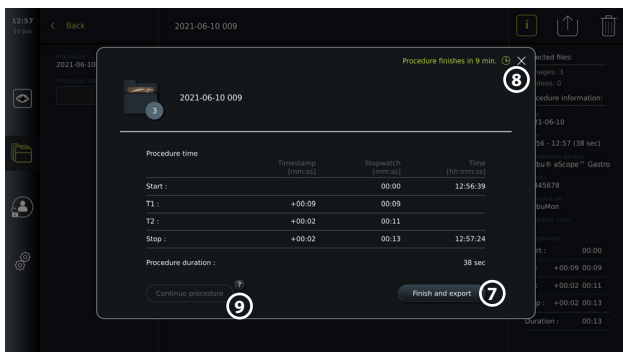 12:57
10 Jun
Back
2021-06-10 009
i
Procedure finishes in 9 min.
8
ected files:
ages: 3
deos: 0
cedure information:
Procedure
2021-06-10
3
2021-06-10 009
21-06-10
:56 - 12:57 (38 sec)
bu® aScope™ Gastro
345678
buMon
Procedure time
Timestamp [mm:ss]
Stopwatch [mm:ss]
Time [hh:mm:ss]
Start : 00:00 12:56:39
T1 : +00:09 00:09
T2 : +00:02 00:11
Stop : +00:02 00:13 12:57:24
Procedure duration : 38 sec
Continue procedure
?
9
Finish and export
7
rt : 00:00
: +00:09 00:09
: +00:02 00:11
p : +00:02 00:13
Duration : 00:13